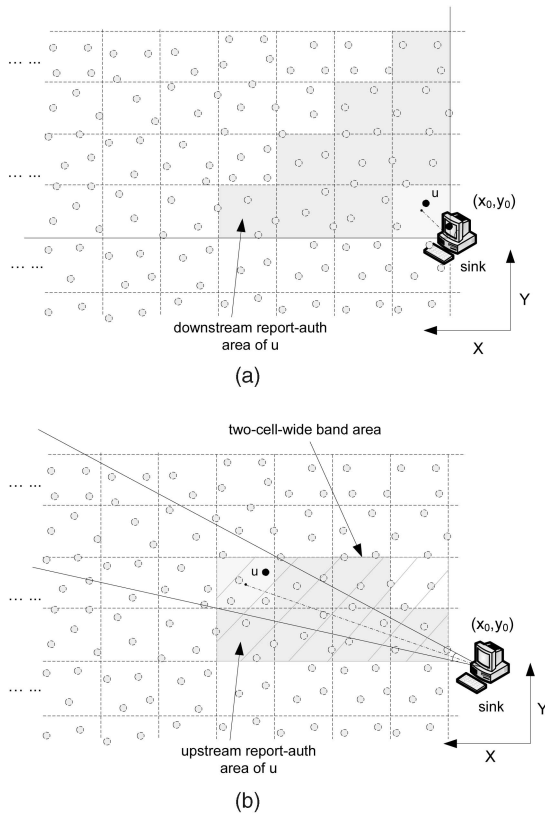 ... ...
... ...
... ...
u
(x₀,y₀)
sink
Y
X
downstream report-auth
area of u
(a)
two-cell-wide band area
... ...
... ...
... ...
u
(x₀,y₀)
sink
Y
X
upstream report-auth
area of u
(b)